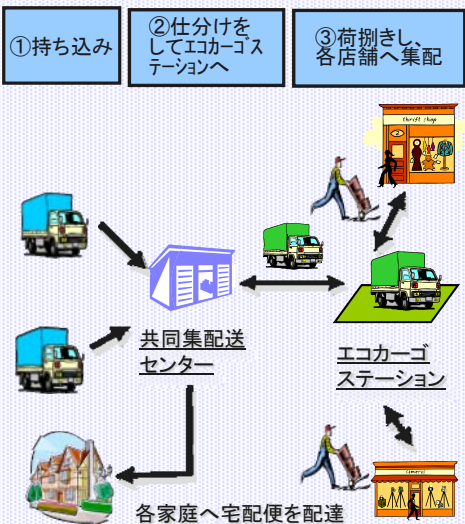 ①持ち込み
②仕分けを
してエコカーゴス
テーションへ
③荷捌きし、
各店舗へ集配
thrift shop
2
共同集配送
センター
エコカーゴ
ステーション
各家庭へ宅配便を配達